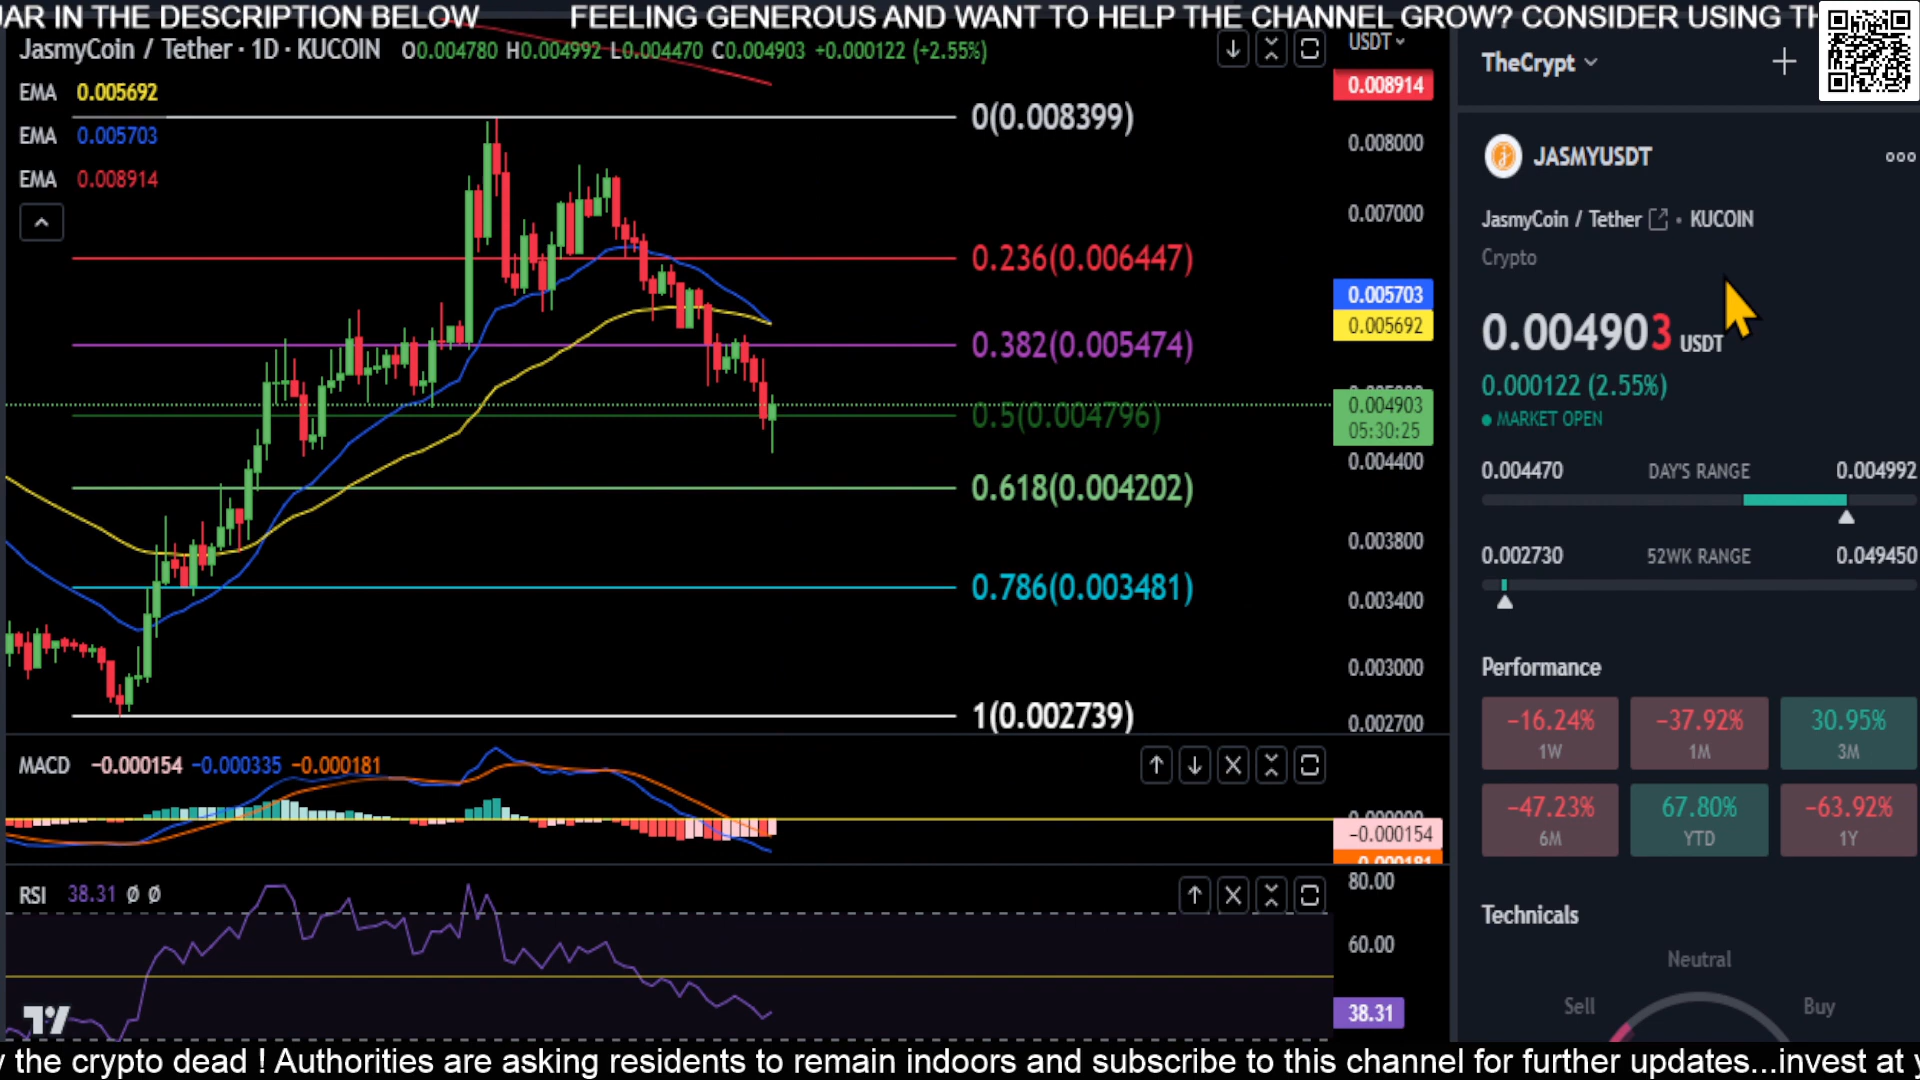 JAR IN THE DESCRIPTION BELOW FEELING GENEROUS AND WANT TO HELP THE CHANNEL GROW? CONSIDER USING
JasmyCoin / Tether · 1D · KUCOIN O0.004780 H0.004992 L0.004470 C0.004903 +0.000122 (+2.55%)
USDT
EMA 0.005692
EMA 0.005703
EMA 0.008914
0(0.008399)
0.236(0.006447)
0.382(0.005474)
0.5(0.004796)
0.618(0.004202)
0.786(0.003481)
1(0.002739)
0.008914
0.008000
0.007000
0.005703
0.005692
0.004903
05:30:25
0.004400
0.003800
0.003400
0.003000
0.002700
MACD −0.000154 −0.000335 −0.000181
−0.000154
RSI 38.31 Ø Ø
80.00
60.00
38.31
TheCrypt
JASMYUSDT
JasmyCoin / Tether • KUCOIN
Crypto
0.004903 USDT
0.000122 (2.55%)
MARKET OPEN
0.004470 DAY'S RANGE 0.004992
0.002730 52WK RANGE 0.049450
Performance
−16.24% −37.92% 30.95%
1W 1M 3M
−47.23% 67.80% −63.92%
6M YTD 1Y
Technicals
Neutral
Sell Buy
the crypto dead ! Authorities are asking residents to remain indoors and subscribe to this channel for further updates...invest at